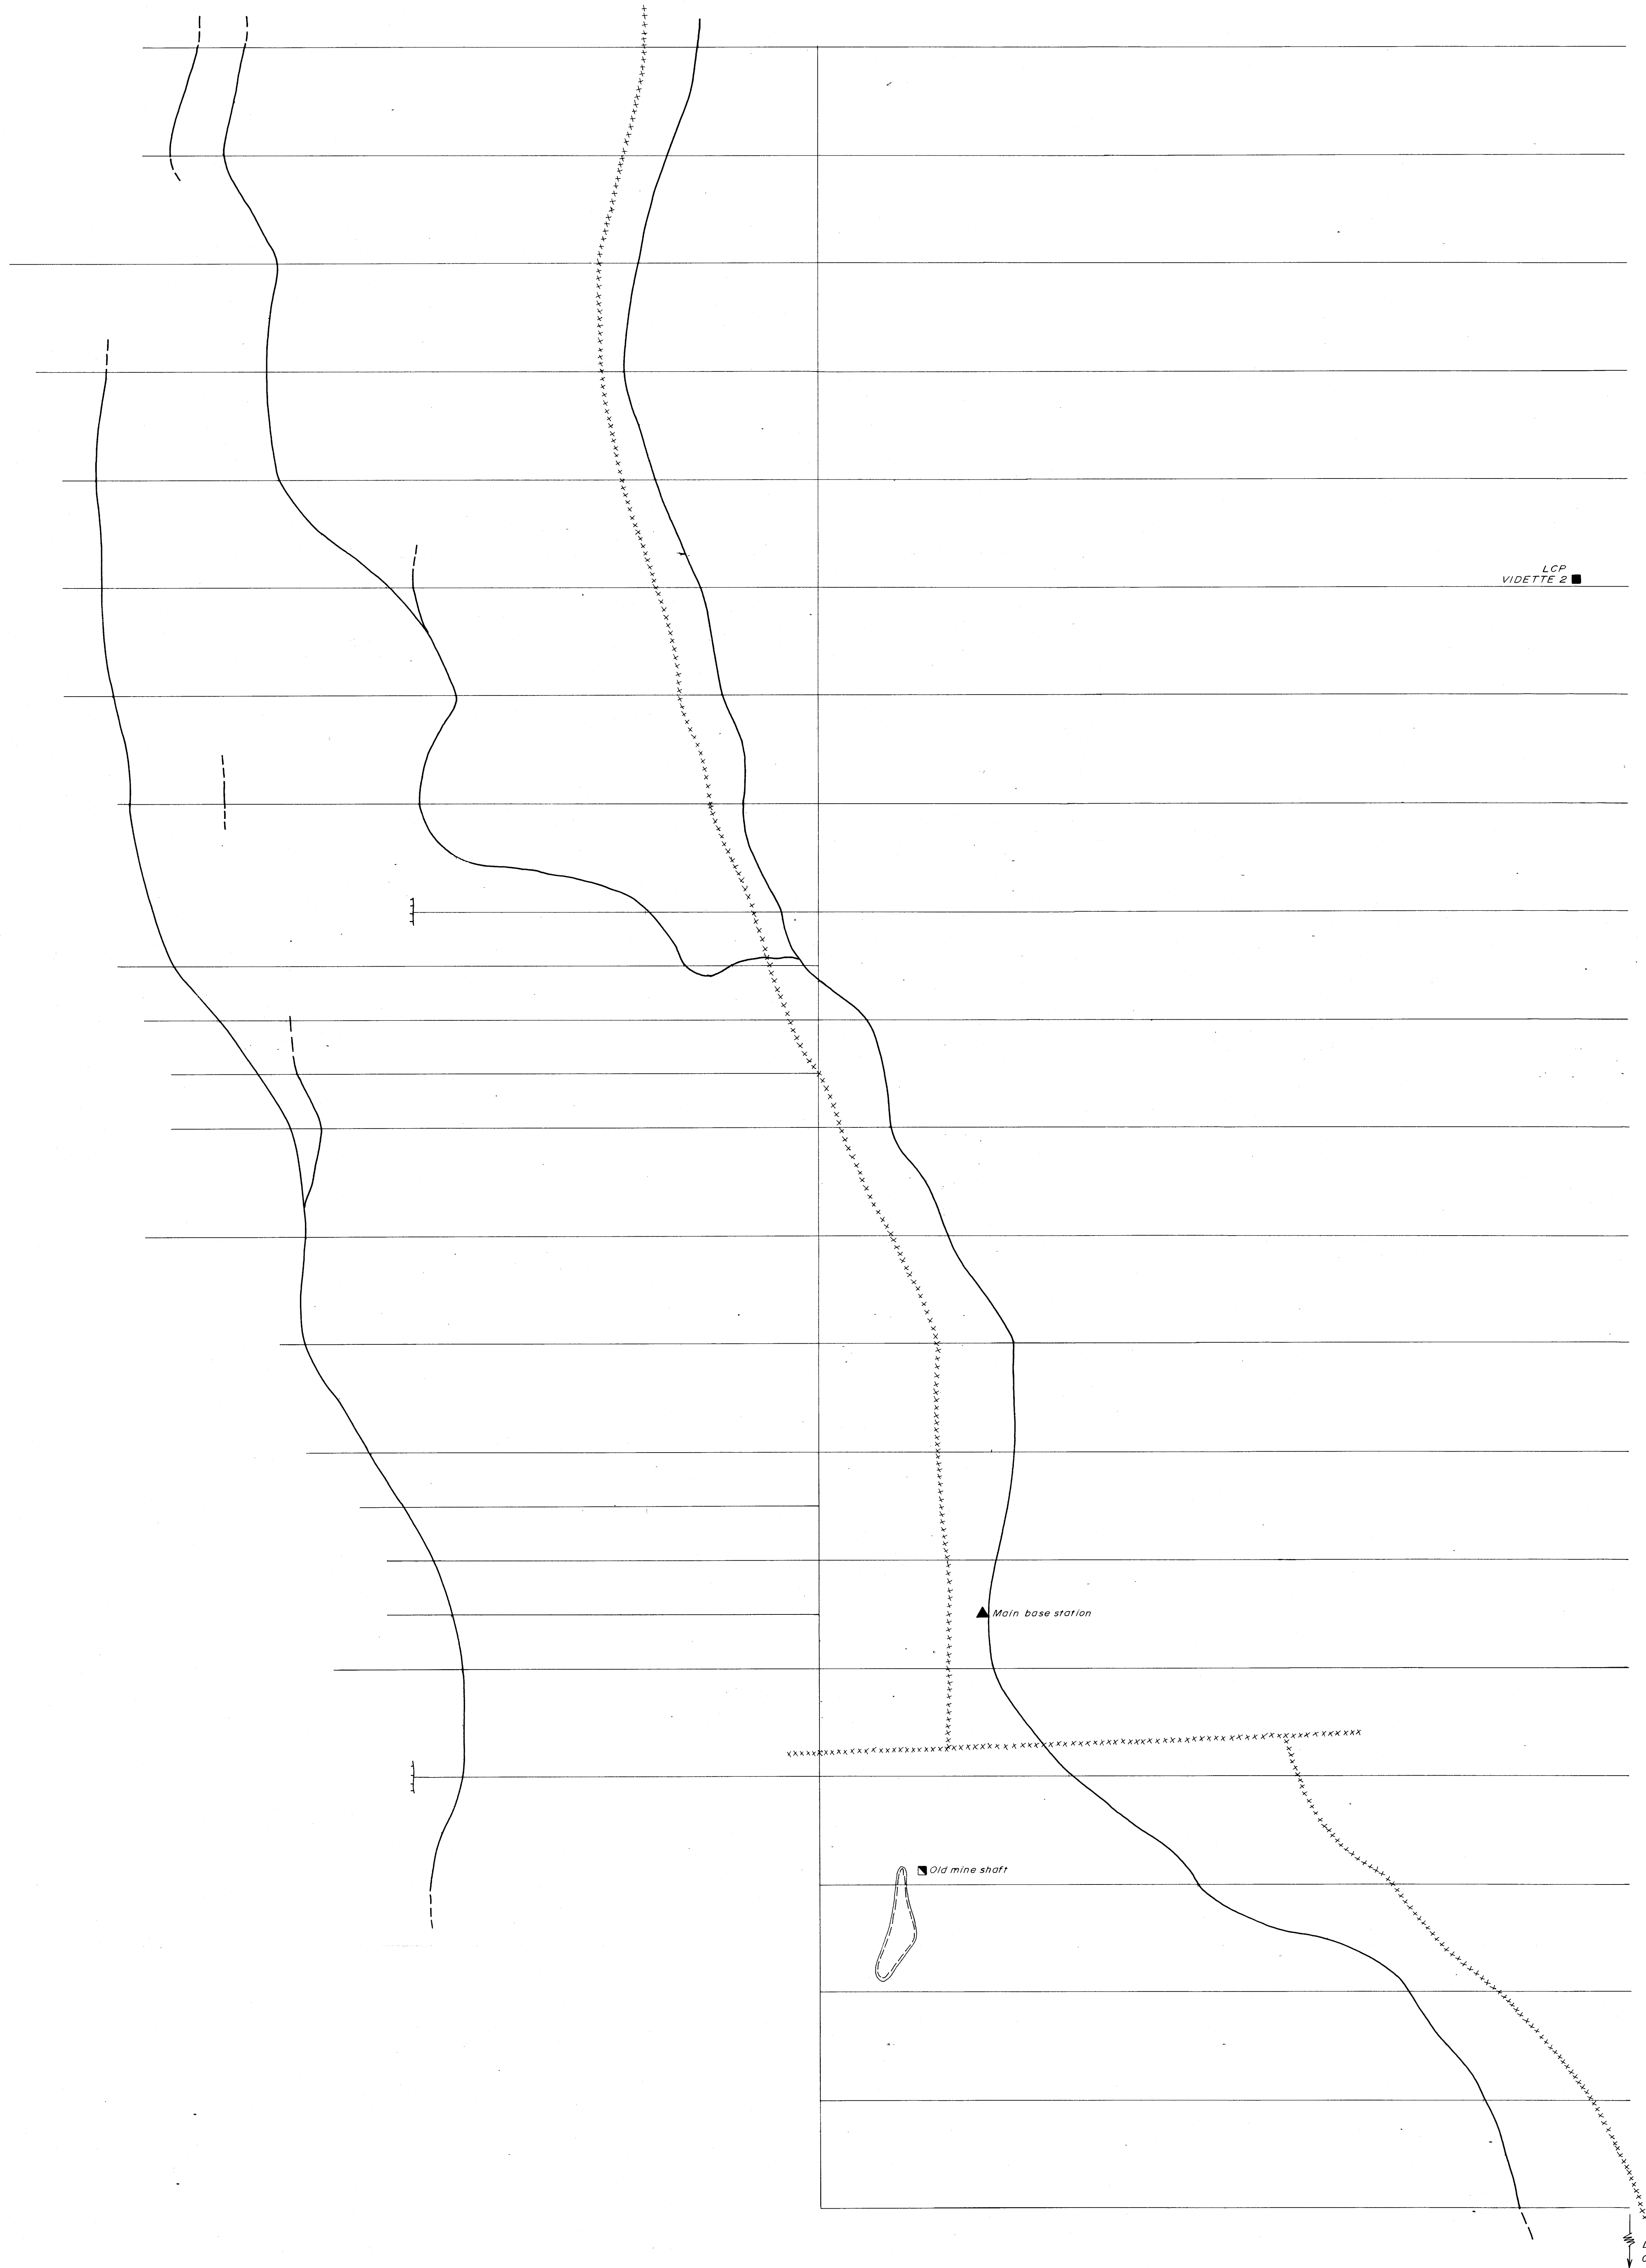 LCP
VIDETTE 2
Main base station
Old mine shaft